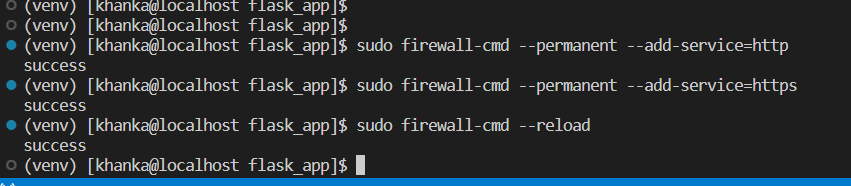 (venv) [khanka@localhost flask_app]$
(venv) [khanka@localhost flask_app]$
(venv) [khanka@localhost flask_app]$ sudo firewall-cmd --permanent --add-service=http
success
(venv) [khanka@localhost flask_app]$ sudo firewall-cmd --permanent --add-service=https
success
(venv) [khanka@localhost flask_app]$ sudo firewall-cmd --reload
success
(venv) [khanka@localhost flask_app]$